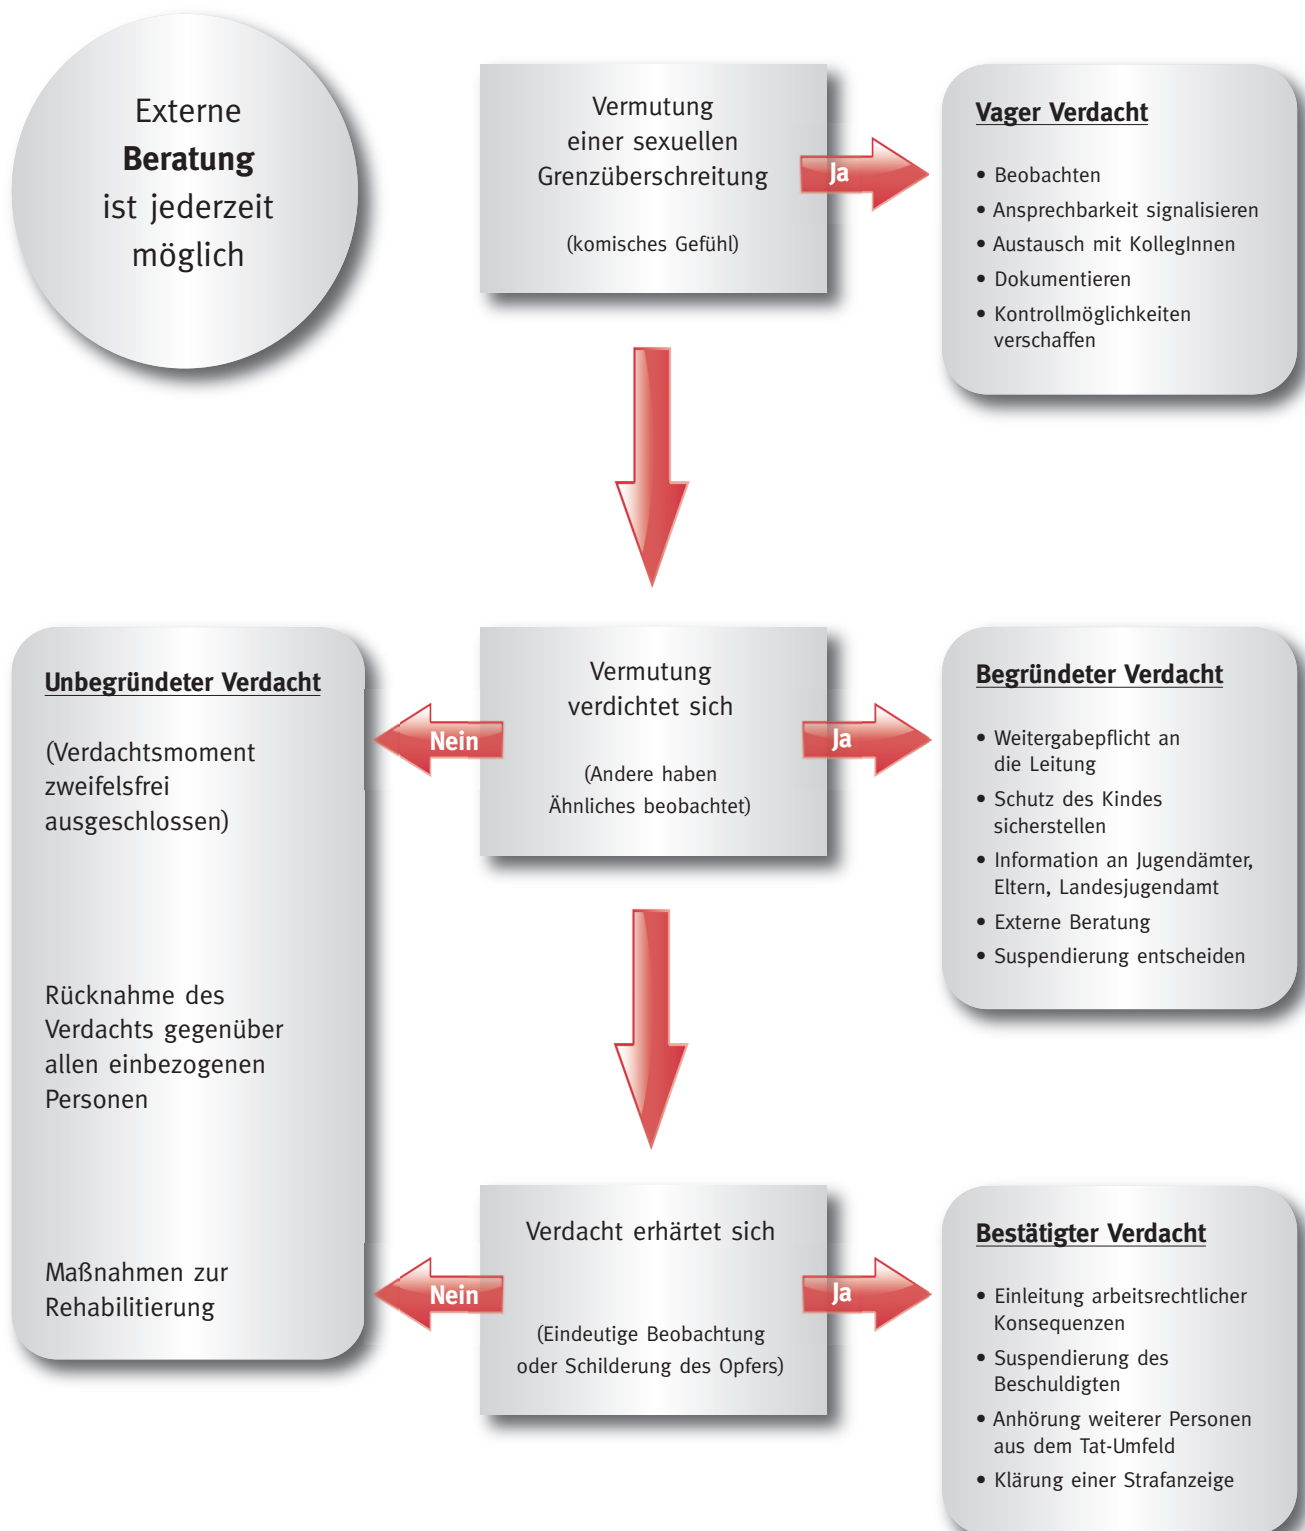 Externe
Beratung
ist jederzeit
möglich
Vermutung
einer sexuellen
Grenzüberschreitung
(komisches Gefühl)
Ja
Vager Verdacht
• Beobachten
• Ansprechbarkeit signalisieren
• Austausch mit KollegInnen
• Dokumentieren
• Kontrollmöglichkeiten
verschaffen
Unbegründeter Verdacht
(Verdachtsmoment
zweifelsfrei
ausgeschlossen)
Rücknahme des
Verdachts gegenüber
allen einbezogenen
Personen
Maßnahmen zur
Rehabilitierung
Nein
Vermutung
verdichtet sich
(Andere haben
Ähnliches beobachtet)
Ja
Begründeter Verdacht
• Weitergabepflicht an
die Leitung
• Schutz des Kindes
sicherstellen
• Information an Jugendämter,
Eltern, Landesjugendamt
• Externe Beratung
• Suspendierung entscheiden
Nein
Verdacht erhärtet sich
(Eindeutige Beobachtung
oder Schilderung des Opfers)
Ja
Bestätigter Verdacht
• Einleitung arbeitsrechtlicher
Konsequenzen
• Suspendierung des
Beschuldigten
• Anhörung weiterer Personen
aus dem Tat-Umfeld
• Klärung einer Strafanzeige